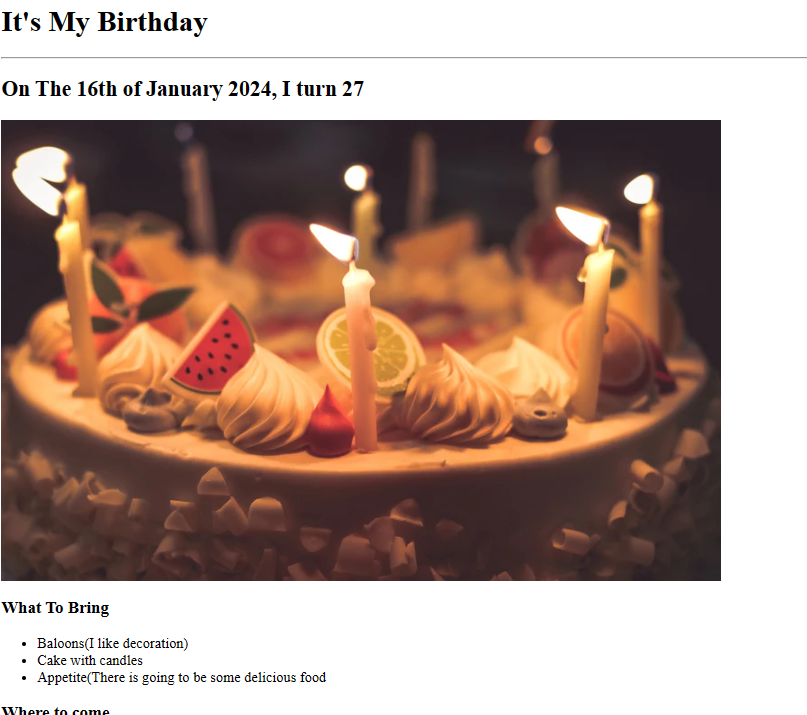 It's My Birthday
On The 16th of January 2024, I turn 27
What To Bring
Baloons(I like decoration)
Cake with candles
Appetite(There is going to be some delicious food
Where to come